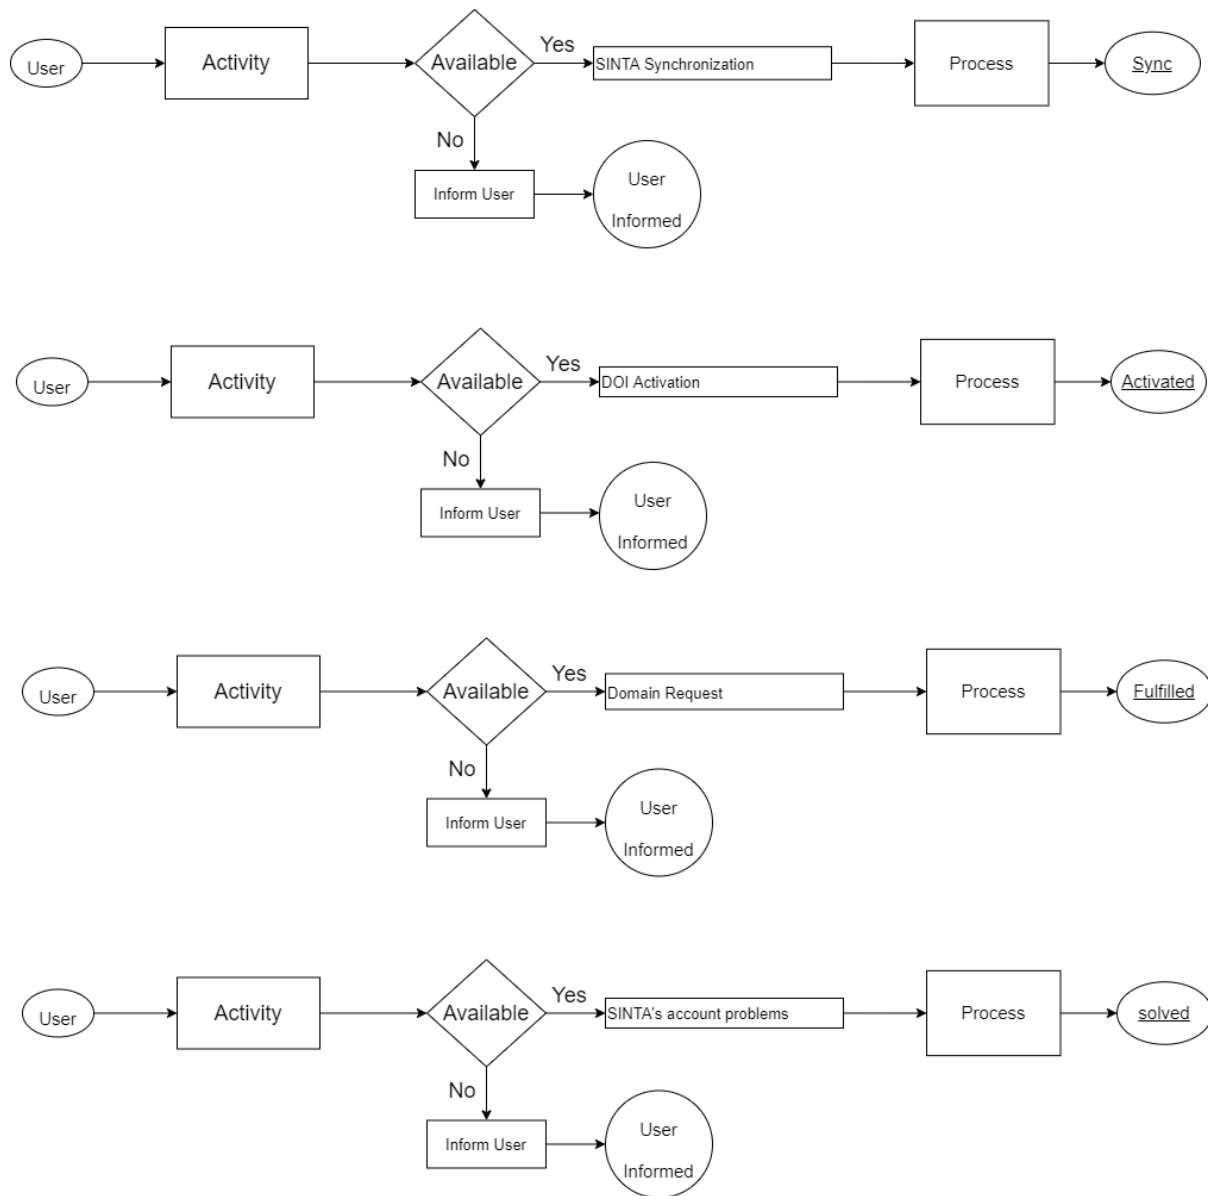 User
Activity
Available
Yes
SINTA Synchronization
Process
Sync
No
Inform User
User
Informed
User
Activity
Available
Yes
DOI Activation
Process
Activated
No
Inform User
User
Informed
User
Activity
Available
Yes
Domain Request
Process
Fulfilled
No
Inform User
User
Informed
User
Activity
Available
Yes
SINTA's account problems
Process
solved
No
Inform User
User
Informed